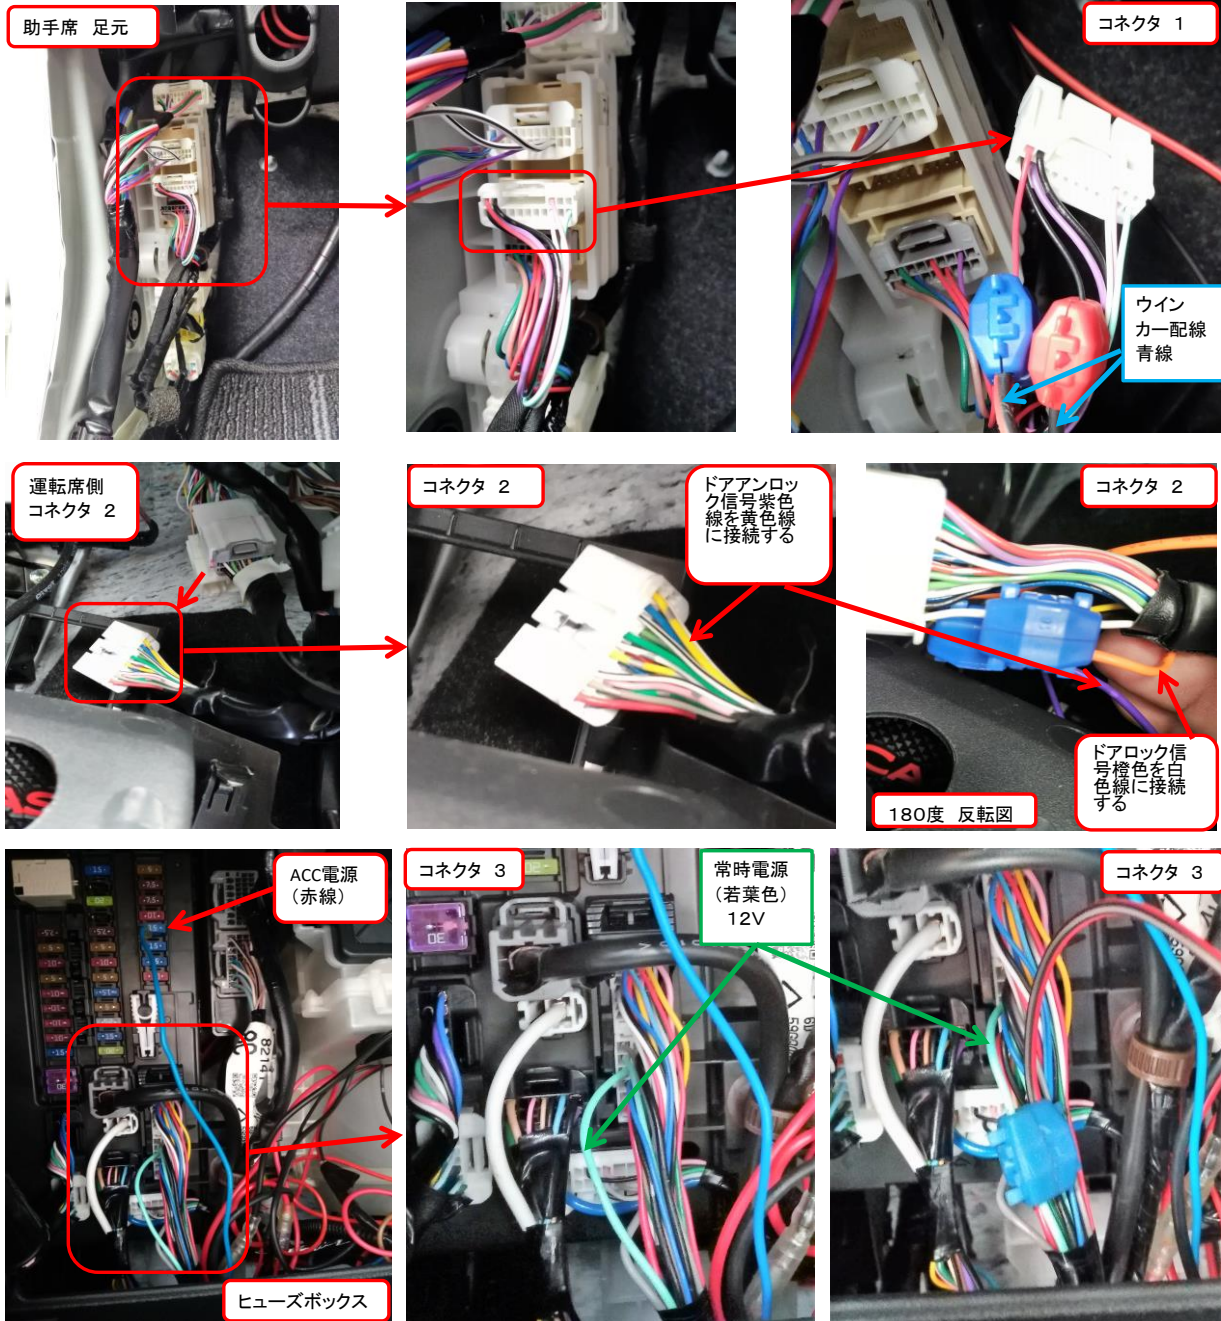 助手席 足元
コネクタ 1
ウイン
カー配線
青線
運転席側
コネクタ 2
コネクタ 2
ドアアンロッ
ク信号紫色
線を黄色線
に接続する
コネクタ 2
ドアロック信
号橙色を白
色線に接続
する
180度 反転図
ACC電源
（赤線）
ヒューズボックス
コネクタ 3
常時電源
（若葉色）
12V
コネクタ 3
30
8214